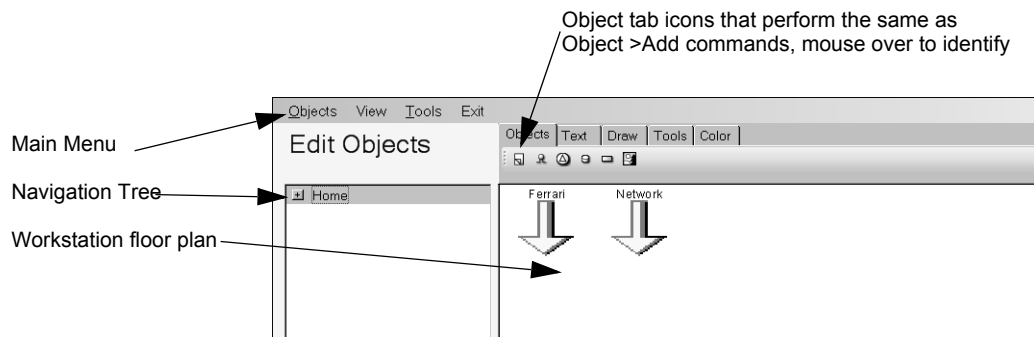 Object tab icons that perform the same as
Object >Add commands, mouse over to identify
Objects View Tools Exit
Main Menu
Edit Objects
Objects Text Draw Tools Color
Navigation Tree
Home
Ferrari Network
Workstation floor plan